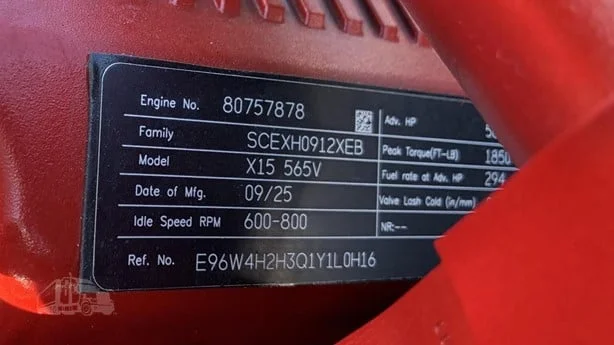 Engine No. 80757878
Family SCEXH0912XEB
Model X15 565V
Date of Mfg. 09/25
Idle Speed RPM 600-800
Ref. No. E96W4H2H3Q1Y1L0H16
Adv. HP
Peak Torque(FT-LB) 1850
Fuel rate at Adv. HP 294
Valve Lash Cold (in/mm)
NR:--